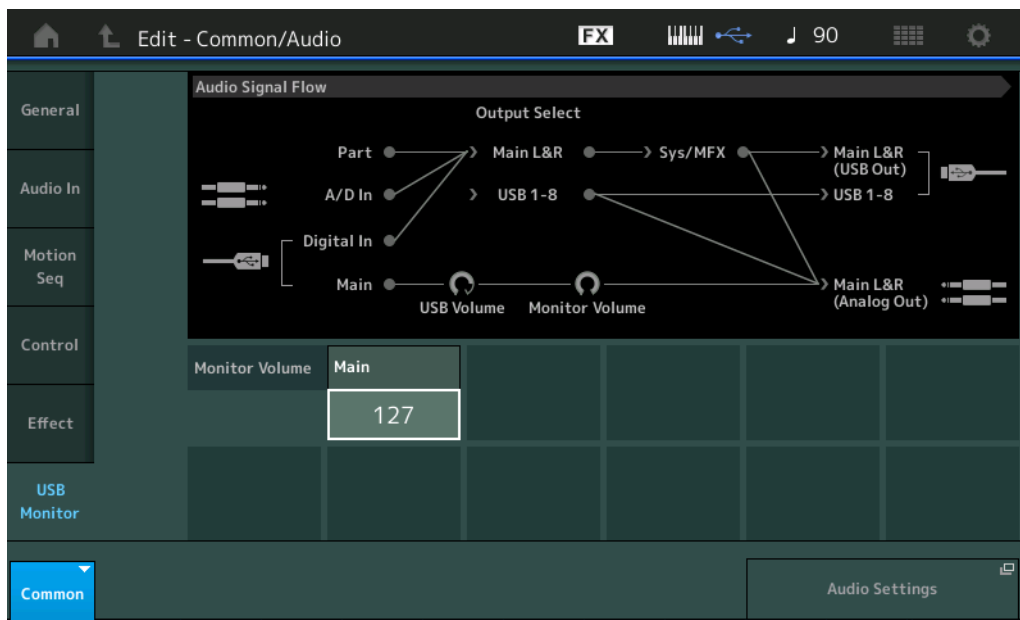 Edit - Common/Audio FX 90
General
Audio In
Motion
Seq
Control
Effect
USB
Monitor
Common
Audio Signal Flow
Output Select
Part Main L&R Sys/MFX Main L&R
(USB Out)
A/D In USB 1-8 USB 1-8
Digital In
Main USB Volume Monitor Volume Main L&R
(Analog Out)
Monitor Volume Main
127
Audio Settings